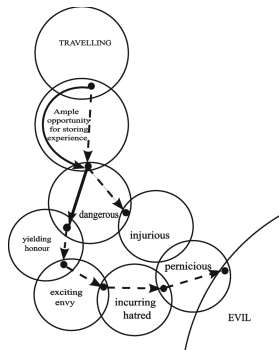 TRAVELLING
Ample
opportunity
for storing
experience
dangerous
injurious
yielding
honour
pernicious
exciting
envy
incurring
hatred
EVIL